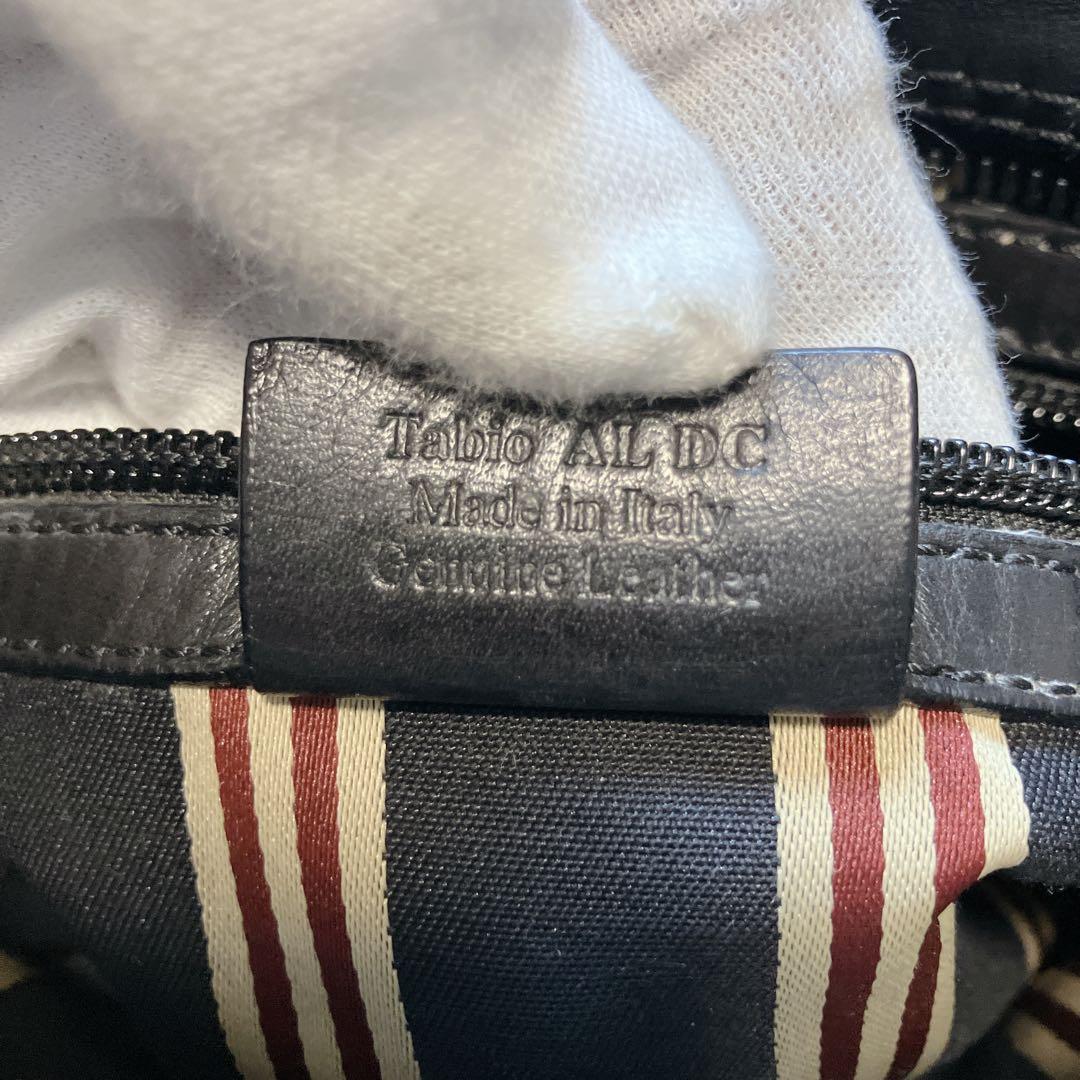 Tabio AL DC
Made in Italy
Genuine Leather